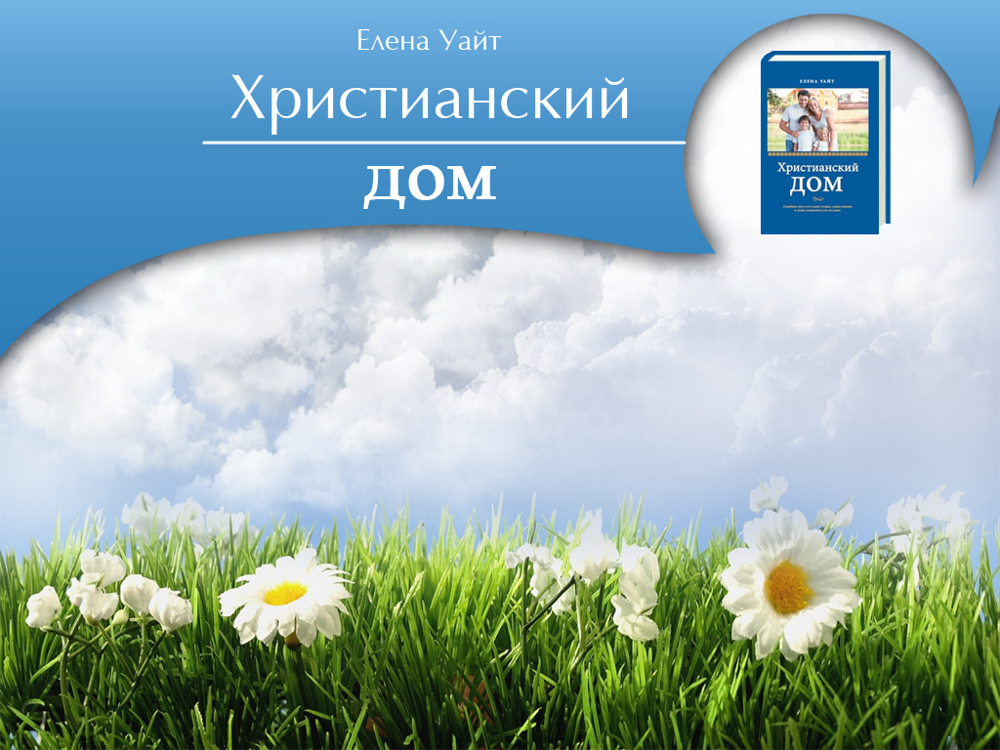 Елена Уайт
Христианский
дом
ЕЛЕНА УАЙТ
Христианский
ДОМ